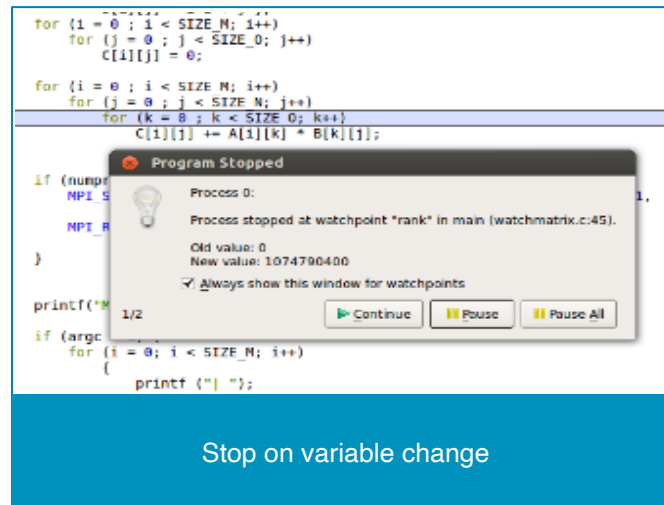 for (i = 0 ; i < SIZE_M; i++)
for (j = 0 ; j < SIZE_O; j++)
C[i][j] = 0;
for (i = 0 ; i < SIZE_M; i++)
for (j = 0 ; j < SIZE_N; j++)
for (k = 0 ; k < SIZE_O; k++)
C[i][j] += A[i][k] * B[k][j];
Program Stopped
if (numpr
Process 0:
MPI_S
1,
Process stopped at watchpoint "rank" in main (watchmatrix.c:45).
MPI_R
Old value: 0
New value: 1074790400
}
Always show this window for watchpoints
printf("M
1/2
Continue
Pause
Pause All
if (argc
for (i = 0; i < SIZE_M; i++)
{
printf ("| ");
Stop on variable change